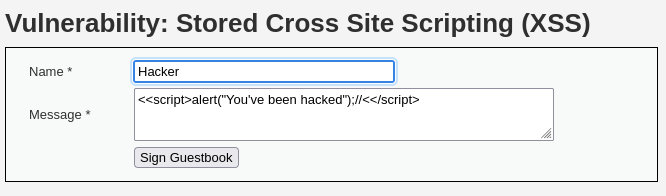 Vulnerability: Stored Cross Site Scripting (XSS)
Name * Hacker
Message * <<script>alert("You've been hacked");//<</script>
Sign Guestbook